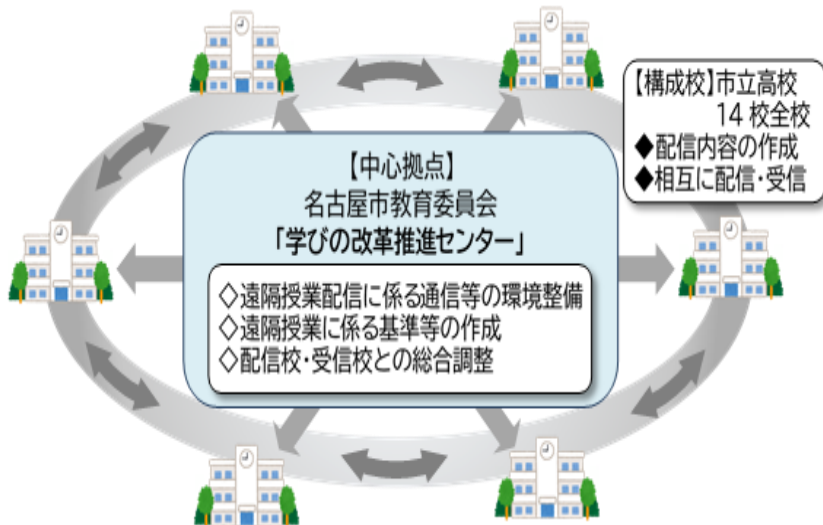 【構成校】市立高校
14 校全校
◆配信内容の作成
◆相互に配信・受信
【中心拠点】
名古屋市教育委員会
「学びの改革推進センター」
◇遠隔授業配信に係る通信等の環境整備
◇遠隔授業に係る基準等の作成
◇配信校・受信校との総合調整